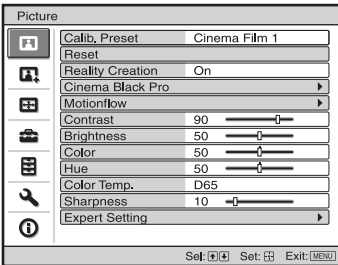 Picture
Calib. Preset Cinema Film 1
Reset
Reality Creation On
Cinema Black Pro
Motionflow
Contrast 90
Brightness 50
Color 50
Hue 50
Color Temp. D65
Sharpness 10
Expert Setting
Sel: Set: Exit: MENU